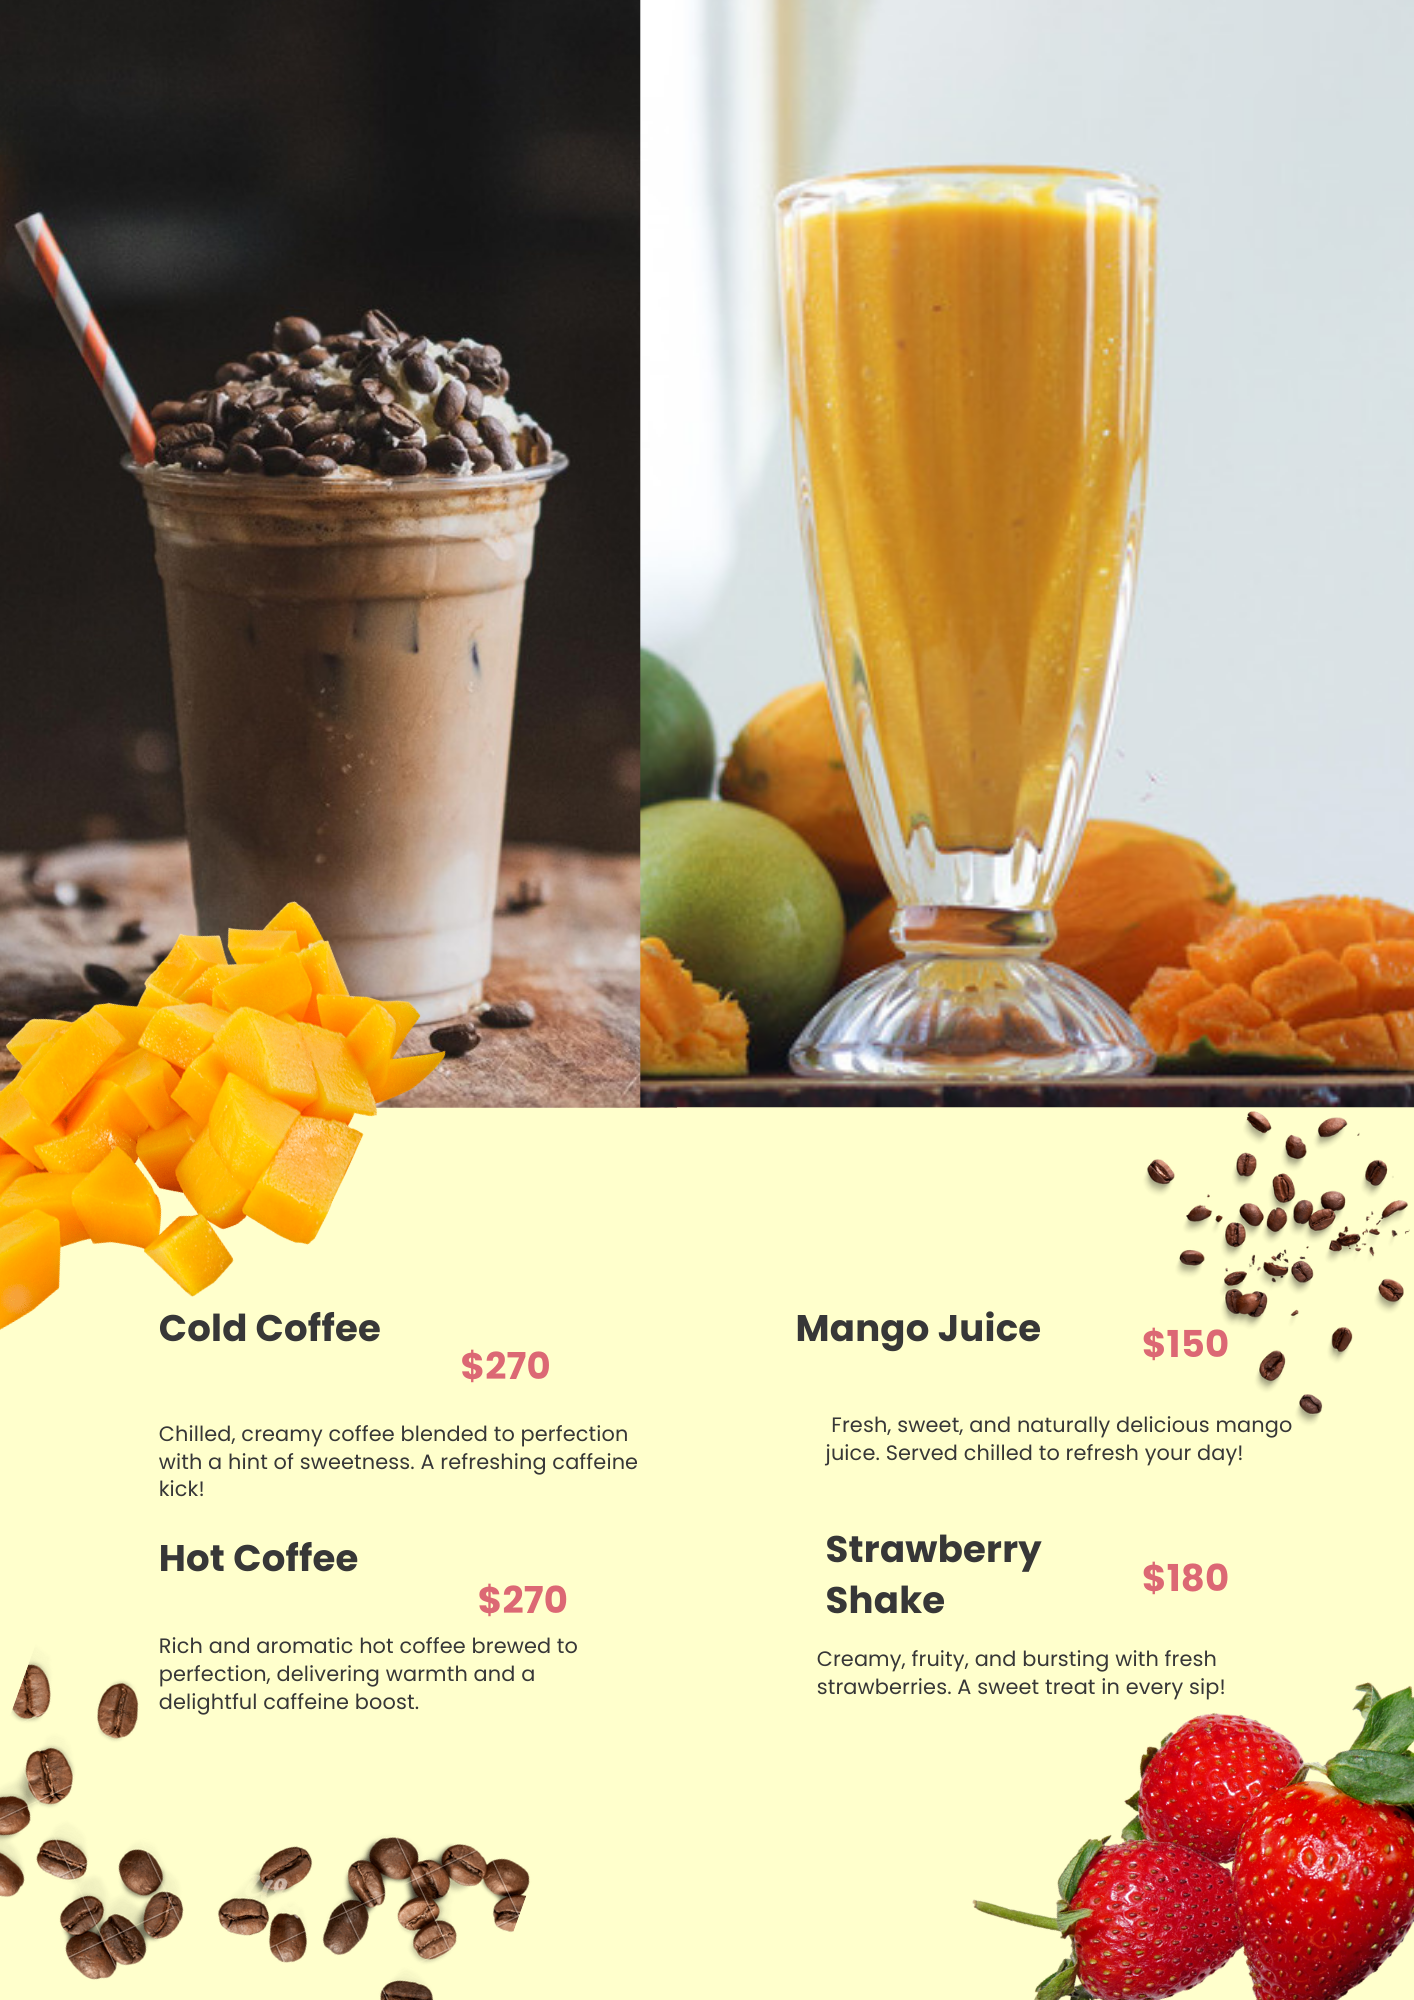 Cold Coffee
$270
Chilled, creamy coffee blended to perfection
with a hint of sweetness. A refreshing caffeine
kick!
Hot Coffee
$270
Rich and aromatic hot coffee brewed to
perfection, delivering warmth and a
delightful caffeine boost.
Mango Juice
$150
Fresh, sweet, and naturally delicious mango
juice. Served chilled to refresh your day!
Strawberry
Shake
$180
Creamy, fruity, and bursting with fresh
strawberries. A sweet treat in every sip!